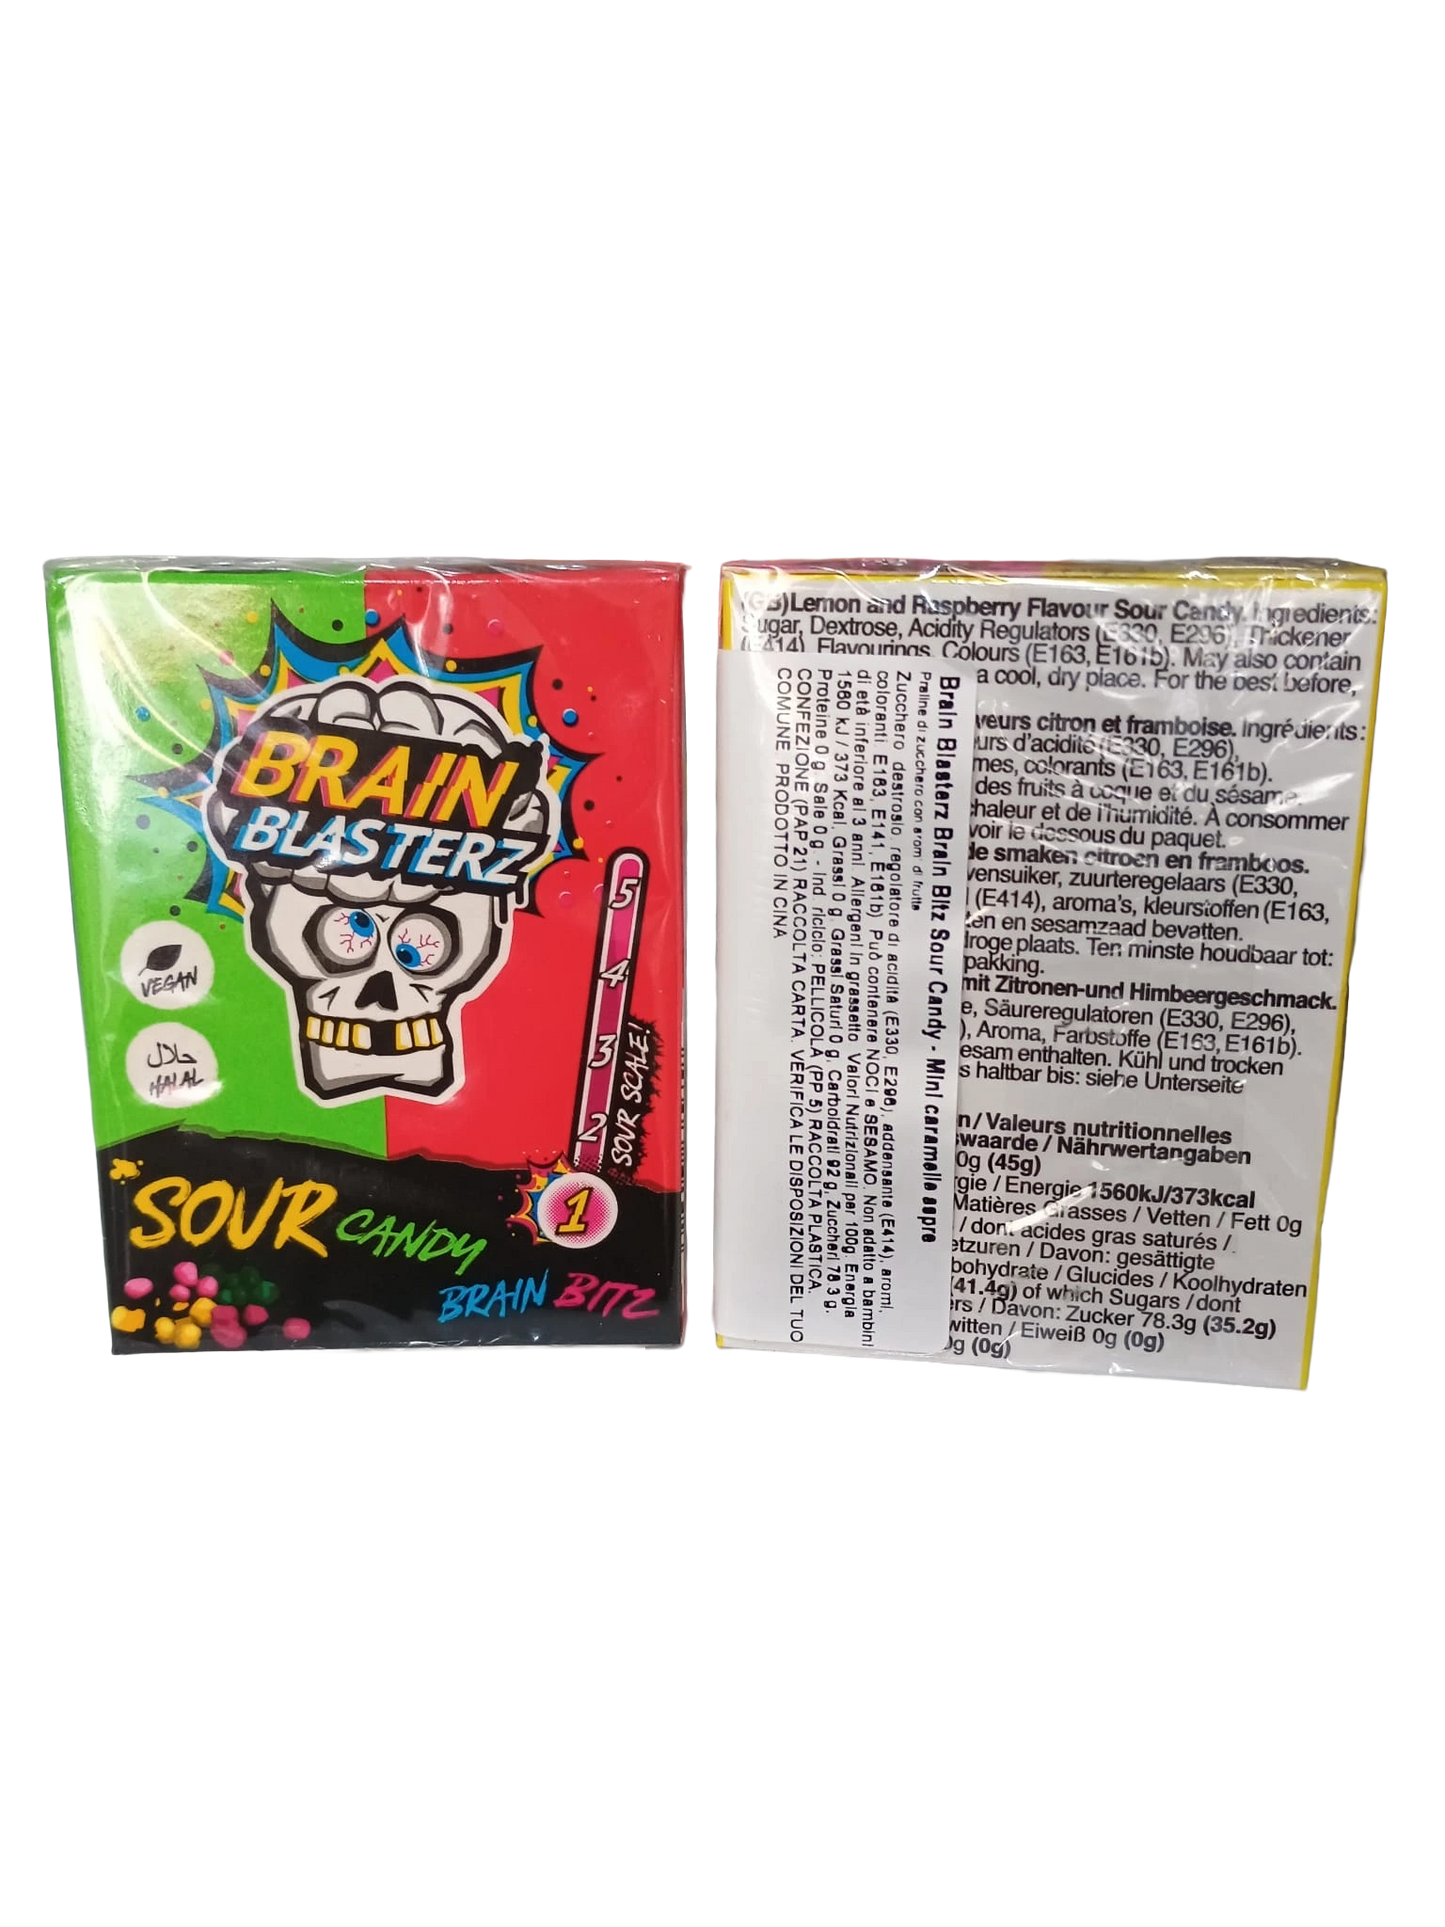 BRAIN
BLASTERZ
VEGAN
حلال
HALAL
5
4
3
2
1
SOUR SCALE!
SOUR CANDY
BRAIN BITZ
(GB)Lemon and Raspberry Flavour Sour Candy. Ingredients:
Sugar, Dextrose, Acidity Regulators (E330, E296), Thickener
(E414), Flavourings, Colours (E163, E161b). May also contain
a cool, dry place. For the best before,
veurs citron et framboise. Ingrédients:
urs d'acidité (E330, E296),
mes, colorants (E163, E161b).
des fruits à coque et du sésame.
chaleur et de l'humidité. À consommer
voir le dessous du paquet.
de smaken citroen en framboos.
vensuiker, zuurteregelaars (E330,
(E414), aroma's, kleurstoffen (E163,
en en sesamzaad bevatten.
droge plaats. Ten minste houdbaar tot:
pakking.
mit Zitronen-und Himbeergeschmack.
e, Säureregulatoren (E330, E296),
), Aroma, Farbstoffe (E163, E161b).
esam enthalten. Kühl und trocken
s haltbar bis: siehe Unterseite
n / Valeurs nutritionnelles
waarde / Nährwertangaben
0g (45g)
rgie / Energie 1560kJ/373kcal
Matières Grasses / Vetten / Fett 0g
/ dont acides gras saturés /
etzuren / Davon: gesättigte
bohydrate / Glucides / Koolhydraten
(41.4g) of which Sugars / dont
ers / Davon: Zucker 78.3g (35.2g)
witten / Eiweiß 0g (0g)
0g (0g)
Brain Blasterz Brain Bitz Sour Candy - Mini caramelle aspre
Praline di zucchero con aromi di frutta
Zucchero, destrosio, regolatore di acidità (E330, E296), addensante (E414), aromi,
coloranti E163, E141, E161b). Può contenere NOCI e SESAMO. Non adatto a bambini
di età inferiore ai 3 anni. Allergeni in grassetto. Valori Nutrizionali per 100g. Energia
1560 kJ / 373 Kcal, Grassi 0 g, Grassi Saturi 0 g, Carboidrati 92 g, Zuccheri 78.3 g,
Proteine 0 g, Sale 0 g. - Ind. riciclo: PELLICOLA (PP 5) RACCOLTA PLASTICA.
CONFEZIONE (PAP 21) RACCOLTA CARTA. VERIFICA LE DISPOSIZIONI DEL TUO
COMUNE. PRODOTTO IN CINA